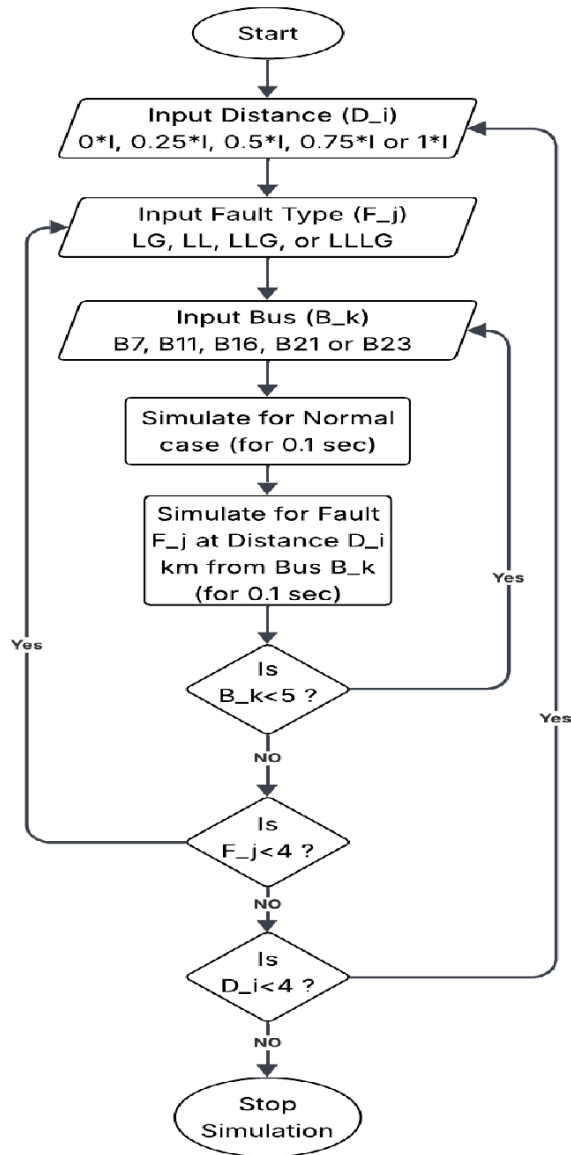 Start
Input Distance (D_i)
0*l, 0.25*l, 0.5*l, 0.75*l or 1*l
Input Fault Type (F_j)
LG, LL, LLG, or LLLG
Input Bus (B_k)
B7, B11, B16, B21 or B23
Simulate for Normal
case (for 0.1 sec)
Simulate for Fault
F_j at Distance D_i
km from Bus B_k
(for 0.1 sec)
Yes
Yes
Is
B_k<5 ?
Yes
NO
Is
F_j<4 ?
NO
Is
D_i<4 ?
NO
Stop
Simulation